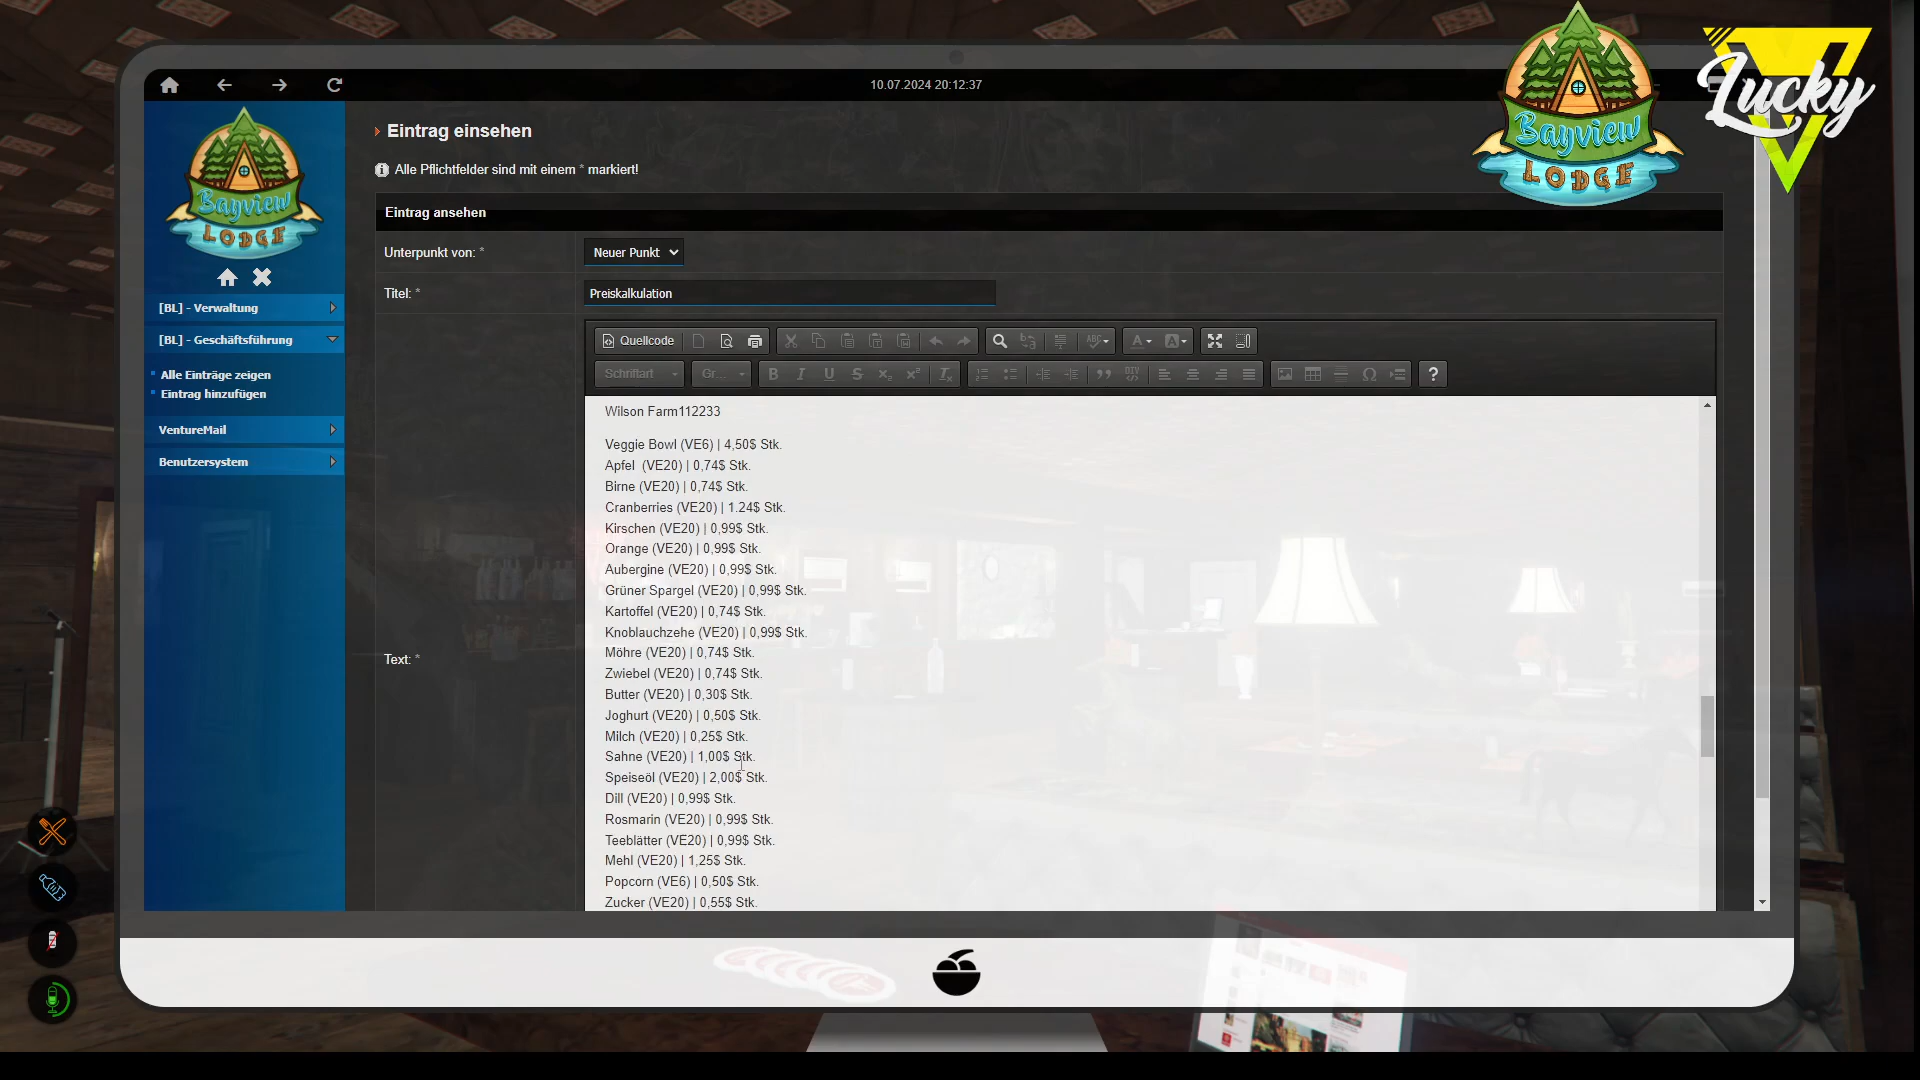 10.07.2024 20:12:37
Bayview
LODGE
Lucky
V
Bayview
LODGE
Eintrag einsehen
Alle Pflichtfelder sind mit einem * markiert!
Eintrag ansehen
Unterpunkt von: *
Neuer Punkt
Titel: *
Preiskalkulation
[BL] - Verwaltung
[BL] - Geschäftsführung
Alle Einträge zeigen
Eintrag hinzufügen
VentureMail
Benutzersystem
Quellcode
ABC
A
A
Schriftart
Gr...
B I U S x₂ x² Tx
DIV
Ω
?
Text: *
Wilson Farm112233
Veggie Bowl (VE6) | 4,50$ Stk.
Apfel  (VE20) | 0,74$ Stk.
Birne (VE20) | 0,74$ Stk.
Cranberries (VE20) | 1.24$ Stk.
Kirschen (VE20) | 0,99$ Stk.
Orange (VE20) | 0,99$ Stk.
Aubergine (VE20) | 0,99$ Stk.
Grüner Spargel (VE20) | 0,99$ Stk.
Kartoffel (VE20) | 0,74$ Stk.
Knoblauchzehe (VE20) | 0,99$ Stk.
Möhre (VE20) | 0,74$ Stk.
Zwiebel (VE20) | 0,74$ Stk.
Butter (VE20) | 0,30$ Stk.
Joghurt (VE20) | 0,50$ Stk.
Milch (VE20) | 0,25$ Stk.
Sahne (VE20) | 1,00$ Stk.
Speiseöl (VE20) | 2,00$ Stk.
Dill (VE20) | 0,99$ Stk.
Rosmarin (VE20) | 0,99$ Stk.
Teeblätter (VE20) | 0,99$ Stk.
Mehl (VE20) | 1,25$ Stk.
Popcorn (VE6) | 0,50$ Stk.
Zucker (VE20) | 0,55$ Stk.